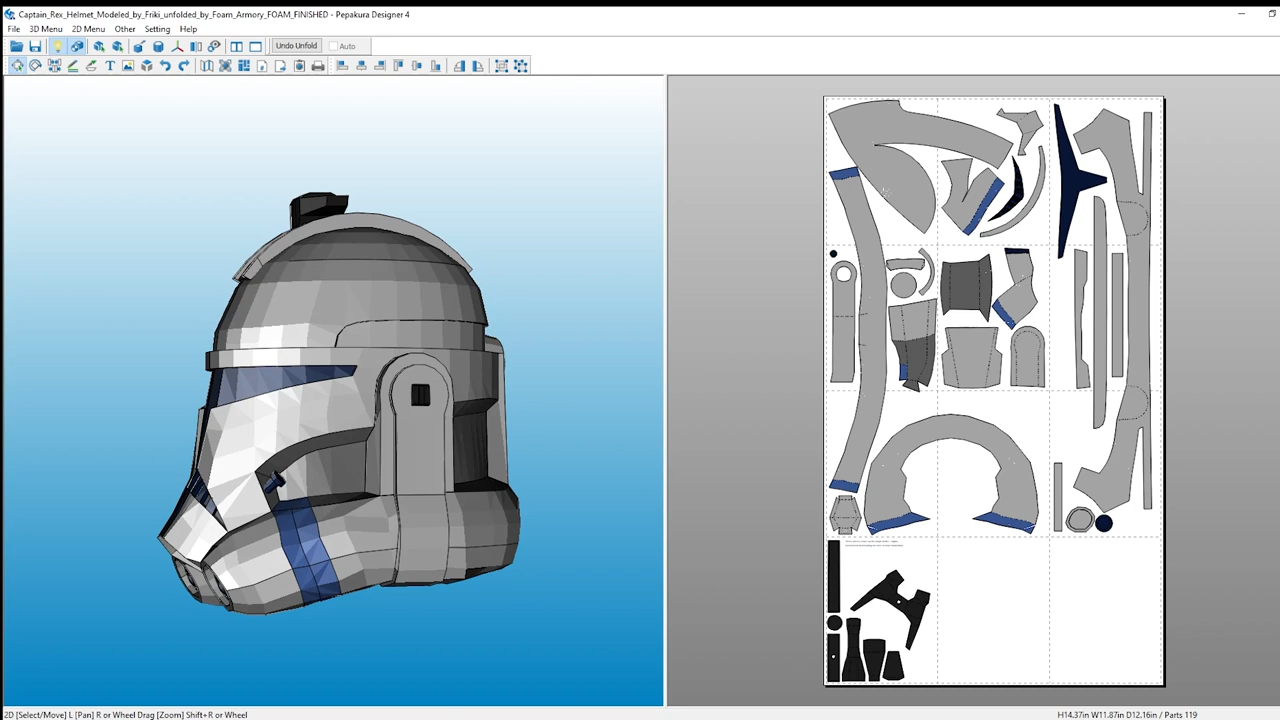 Captain_Rex_Helmet_Modeled_by_Friki_unfolded_by_Foam_Armory_FOAM_FINISHED - Pepakura Designer 4
File 3D Menu 2D Menu Other Setting Help
Undo Unfold Auto
2D [Select/Move] L [Pan] R or Wheel Drag [Zoom] Shift+R or Wheel
H14.37in W11.87in D12.16in / Parts 119